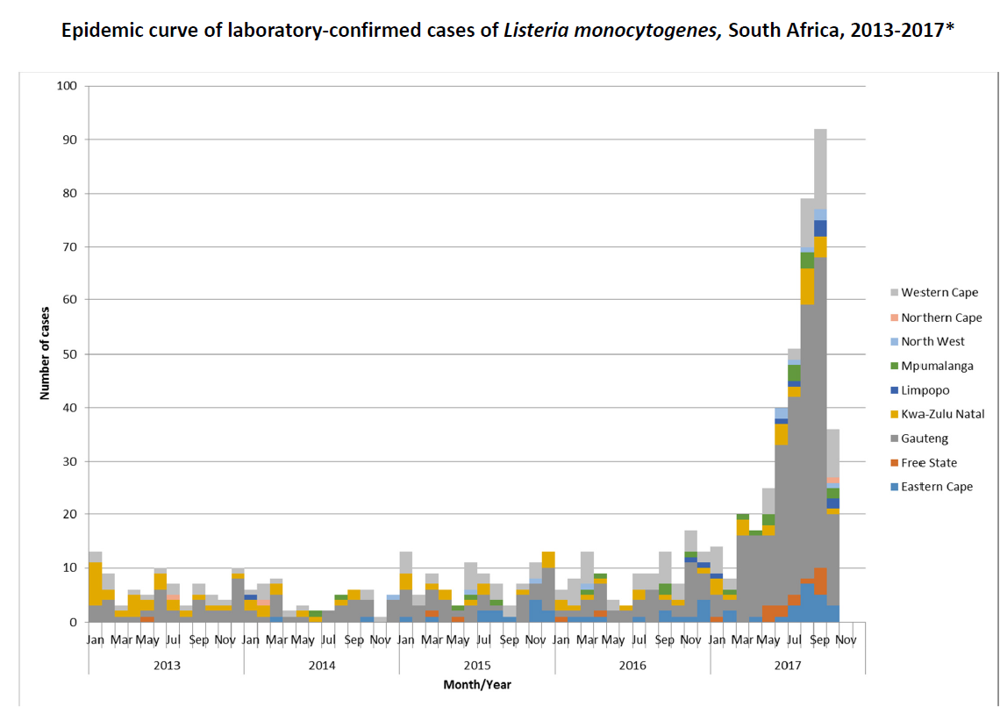 Epidemic curve of laboratory-confirmed cases of Listeria monocytogenes, South Africa, 2013-2017*
100
90
80
70
60
50
40
30
20
10
0
Number of cases
Western Cape
Northern Cape
North West
Mpumalanga
Limpopo
Kwa-Zulu Natal
Gauteng
Free State
Eastern Cape
Jan Mar May Jul Sep Nov Jan Mar May Jul Sep Nov Jan Mar May Jul Sep Nov Jan Mar May Jul Sep Nov Jan Mar May Jul Sep Nov
2013 2014 2015 2016 2017
Month/Year